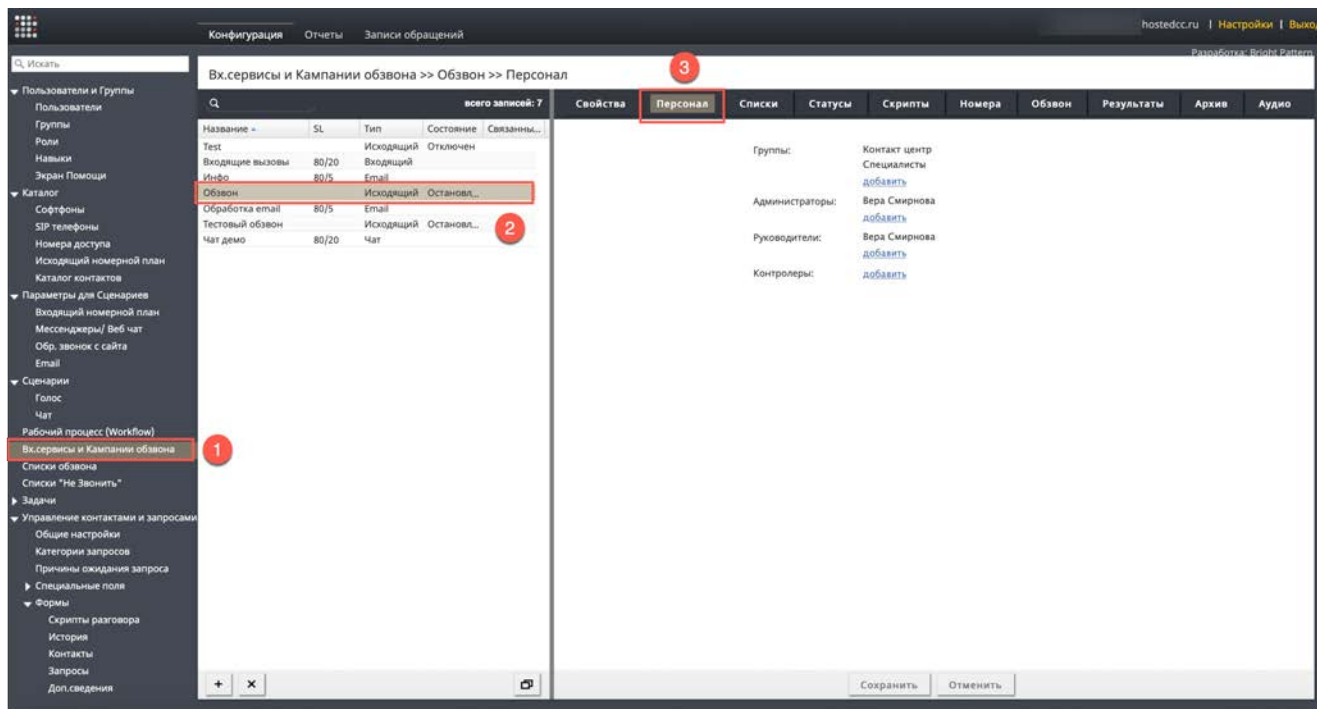 hostedcc.ru | Настройки | Выход
Конфигурация Отчеты Записи обращений
Разработка: Bright Pattern
Искать
Пользователи и Группы
Пользователи
Группы
Роли
Навыки
Экран Помощи
Каталог
Софтфоны
SIP телефоны
Номера доступа
Исходящий номерной план
Каталог контактов
Параметры для Сценариев
Входящий номерной план
Мессенджеры/ Веб чат
Обр. звонок с сайта
Email
Сценарии
Голос
Чат
Рабочий процесс (Workflow)
Вх.сервисы и Кампании обзвона
1
Списки обзвона
Списки "Не Звонить"
Задачи
Управление контактами и запросами
Общие настройки
Категории запросов
Причины ожидания запроса
Специальные поля
Формы
Скрипты разговора
История
Контакты
Запросы
Доп.сведения
Вх.сервисы и Кампании обзвона >> Обзвон >> Персонал
3
всего записей: 7
Название SL Тип Состояние Связанны...
Test Исходящий Отключен
Входящие вызовы 80/20 Входящий
Инфо 80/5 Email
Обзвон Исходящий Остановл...
Обработка email 80/5 Email
Тестовый обзвон Исходящий Остановл...
2
Чат демо 80/20 Чат
+ x
Свойства Персонал Списки Статусы Скрипты Номера Обзвон Результаты Архив Аудио
Группы: Контакт центр
Специалисты
добавить
Администраторы: Вера Смирнова
добавить
Руководители: Вера Смирнова
добавить
Контролеры: добавить
Сохранить Отменить